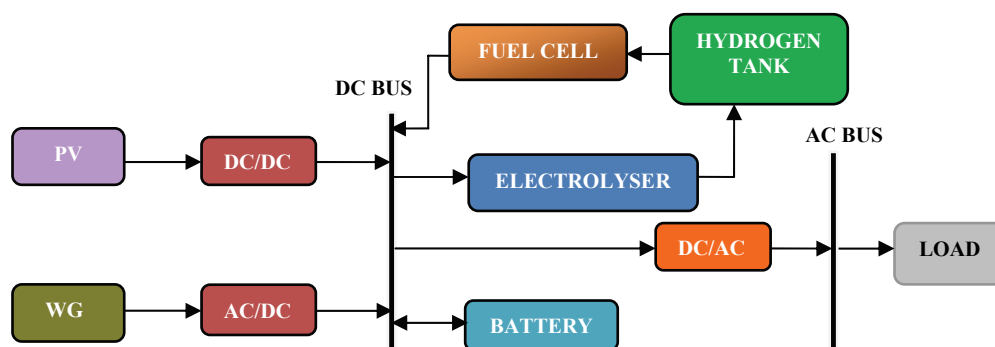 FUEL CELL
HYDROGEN
TANK
DC BUS
AC BUS
PV
DC/DC
ELECTROLYSER
DC/AC
LOAD
WG
AC/DC
BATTERY